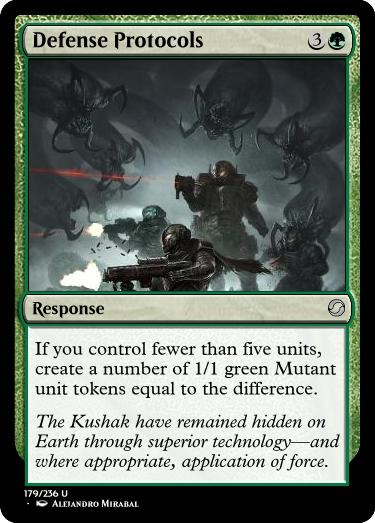 Defense Protocols 3
Response
If you control fewer than five units,
create a number of 1/1 green Mutant
unit tokens equal to the difference.
The Kushak have remained hidden on
Earth through superior technology—and
where appropriate, application of force.
179/236 U
· Alejandro Mirabal